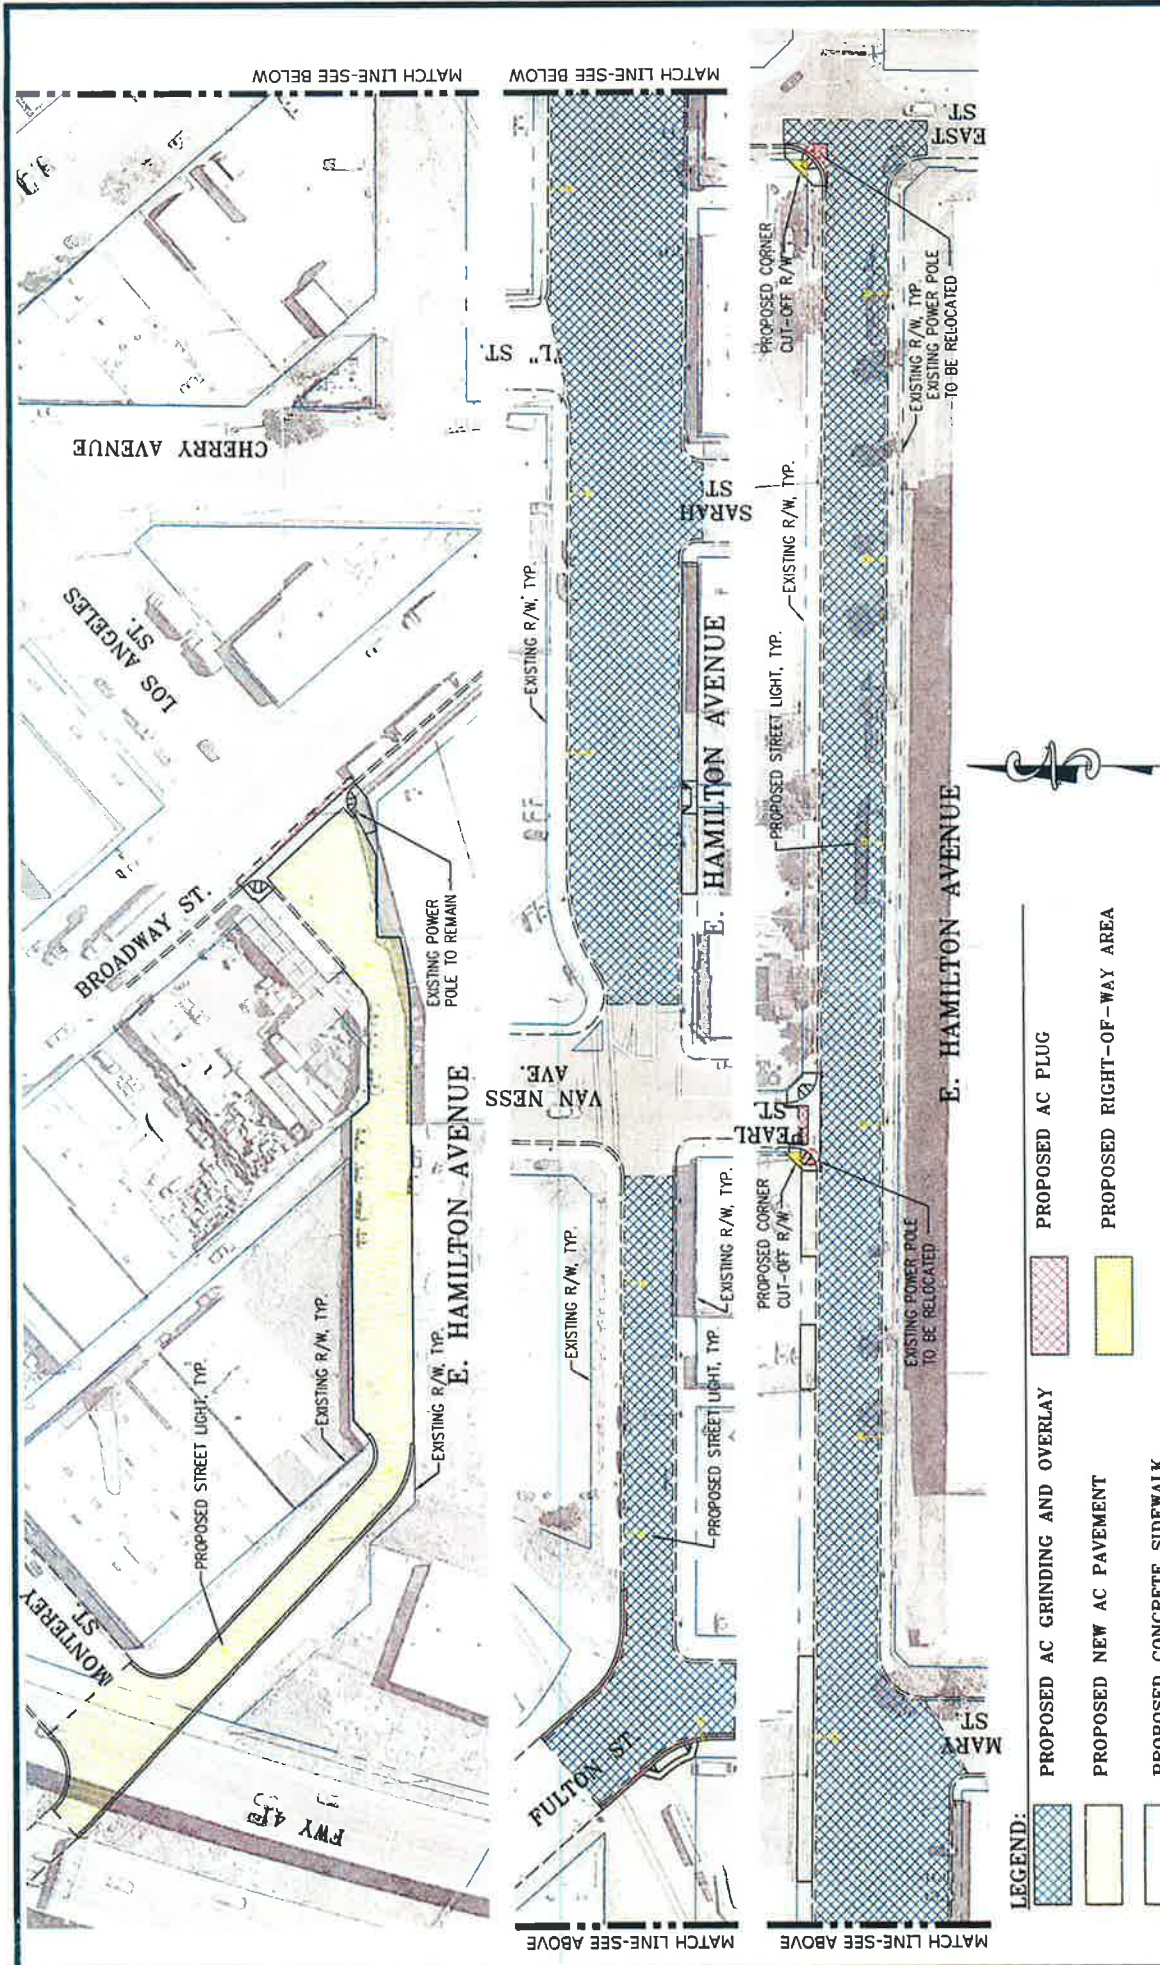 MATCH LINE-SEE BELOW
CHERRY AVENUE
LOS ANGELES
ST.
BROADWAY ST.
EXISTING POWER
POLE TO REMAIN
E. HAMILTON AVENUE
EXISTING R/W, TYP.
EXISTING R/W, TYP.
PROPOSED STREET LIGHT, TYP.
MONTEREY
ST.
FWY 41
MATCH LINE-SEE BELOW
"L" ST.
SARAH
ST.
EXISTING R/W, TYP.
E. HAMILTON AVENUE
VAN NESS
AVE.
EXISTING R/W, TYP.
EXISTING R/W, TYP.
PROPOSED STREET LIGHT, TYP.
FULTON ST.
MATCH LINE-SEE ABOVE
EAST
ST.
PROPOSED CORNER
CUT-OFF R/W
EXISTING R/W, TYP.
EXISTING POWER POLE
TO BE RELOCATED
EXISTING R/W, TYP.
PROPOSED STREET LIGHT, TYP.
E. HAMILTON AVENUE
PEARL
ST.
PROPOSED CORNER
CUT-OFF R/W
EXISTING POWER POLE
TO BE RELOCATED
MARY
ST.
MATCH LINE-SEE ABOVE
LEGEND:
PROPOSED AC GRINDING AND OVERLAY
PROPOSED AC PLUG
PROPOSED NEW AC PAVEMENT
PROPOSED RIGHT-OF-WAY AREA
PROPOSED CONCRETE SIDEWALK